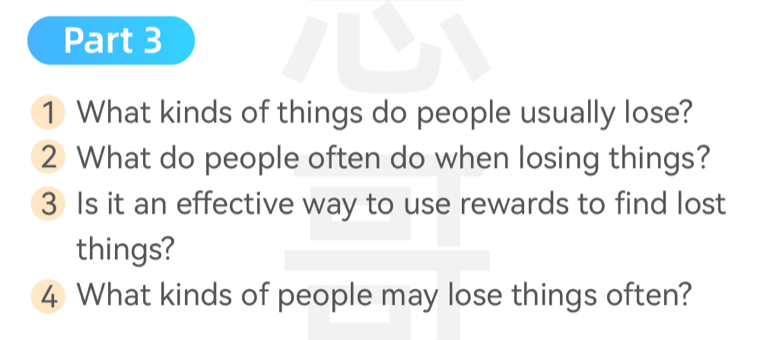 Part 3
1 What kinds of things do people usually lose?
2 What do people often do when losing things?
3 Is it an effective way to use rewards to find lost
things?
4 What kinds of people may lose things often?